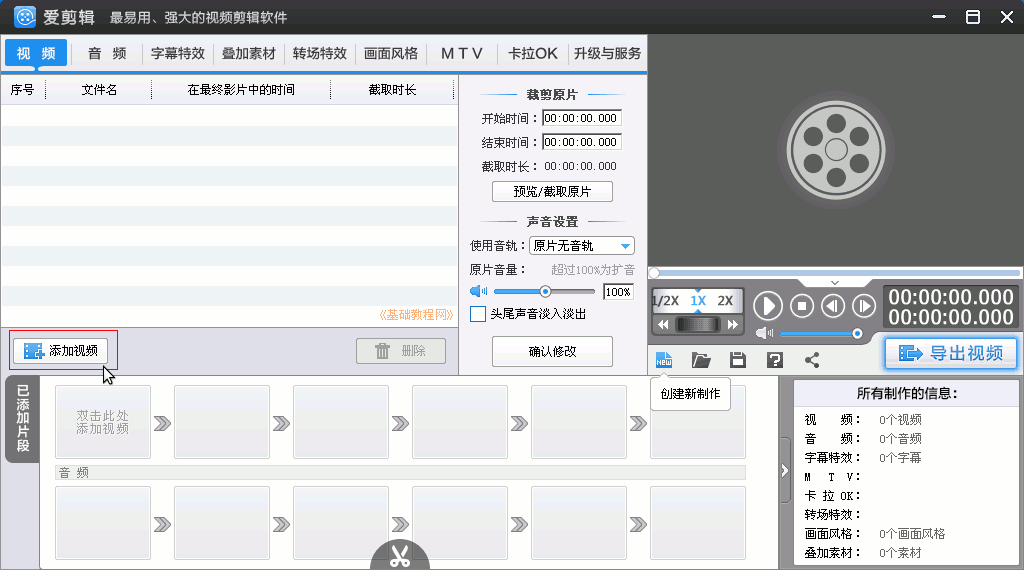 爱剪辑 最易用、强大的视频剪辑软件
视 频 音 频 字幕特效 叠加素材 转场特效 画面风格 M T V 卡拉OK 升级与服务
序号 文件名 在最终影片中的时间 截取时长
裁剪原片
开始时间： 00:00:00.000
结束时间： 00:00:00.000
截取时长： 00:00:00.000
预览/截取原片
声音设置
使用音轨： 原片无音轨
原片音量： 超过100%为扩音
100%
头尾声音淡入淡出
确认修改
《基础教程网》
添加视频 删除
1/2X 1X 2X
00:00:00.000
00:00:00.000
NEW
导出视频
创建新制作
已添加片段
双击此处
添加视频
音 频
所有制作的信息：
视 频： 0个视频
音 频： 0个音频
字幕特效： 0个字幕
M T V：
卡 拉 OK：
转场特效：
画面风格： 0个画面风格
叠加素材： 0个素材